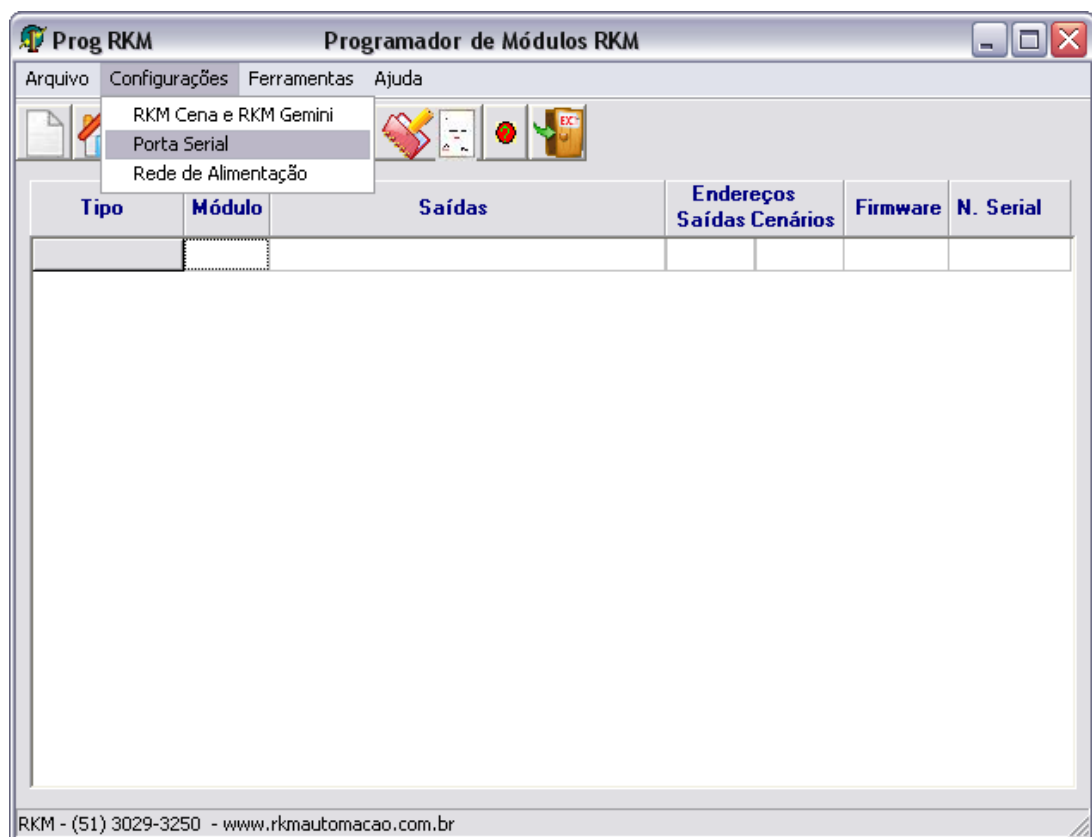 Prog RKM Programador de Módulos RKM
Arquivo Configurações Ferramentas Ajuda
RKM Cena e RKM Gemini
Porta Serial
Rede de Alimentação
EXIT
Tipo Módulo Saídas Endereços Saídas Cenários Firmware N. Serial
RKM - (51) 3029-3250 - www.rkmautomacao.com.br